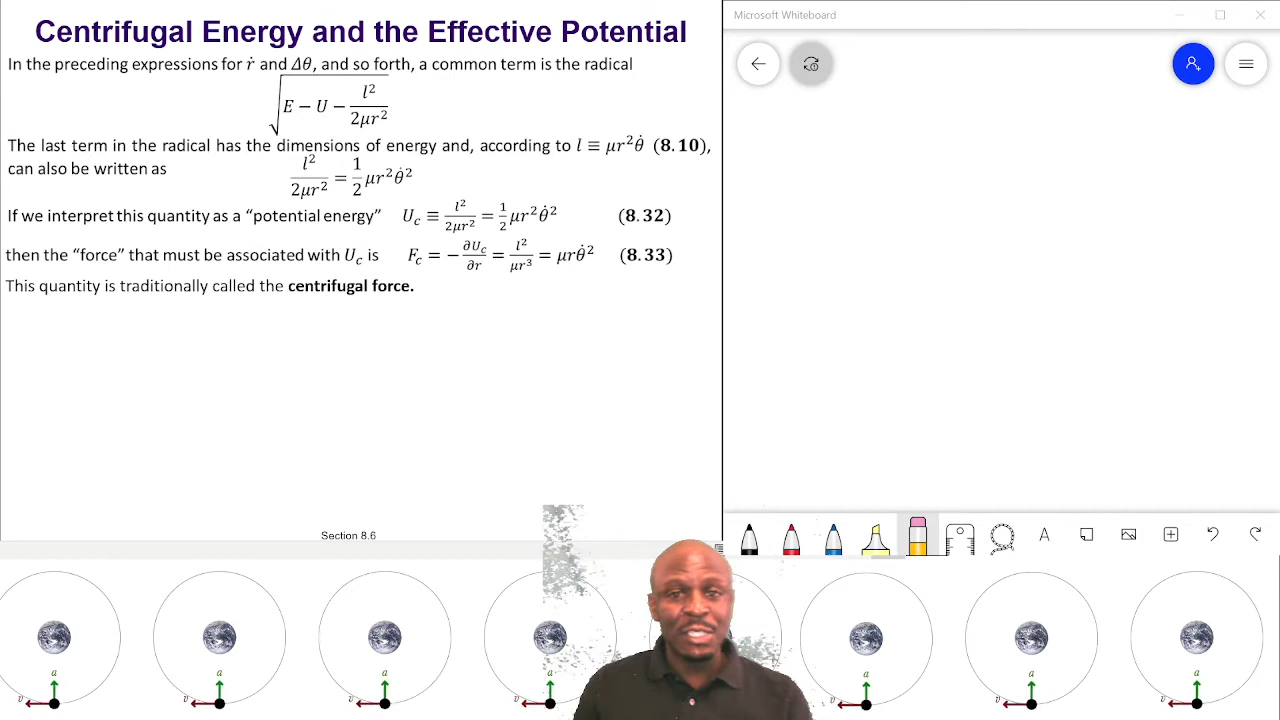 Centrifugal Energy and the Effective Potential
In the preceding expressions for ṙ and Δθ, and so forth, a common term is the radical
√(E − U − l²/2μr²)
The last term in the radical has the dimensions of energy and, according to l ≡ μr²θ̇ (8.10),
can also be written as l²/2μr² = 1/2 μr²θ̇²
If we interpret this quantity as a “potential energy” U_c ≡ l²/2μr² = 1/2 μr²θ̇² (8.32)
then the “force” that must be associated with U_c is F_c = −∂U_c/∂r = l²/μr³ = μrθ̇² (8.33)
This quantity is traditionally called the centrifugal force.
Section 8.6
Microsoft Whiteboard
A
a a a a a a a
v v v v v v v